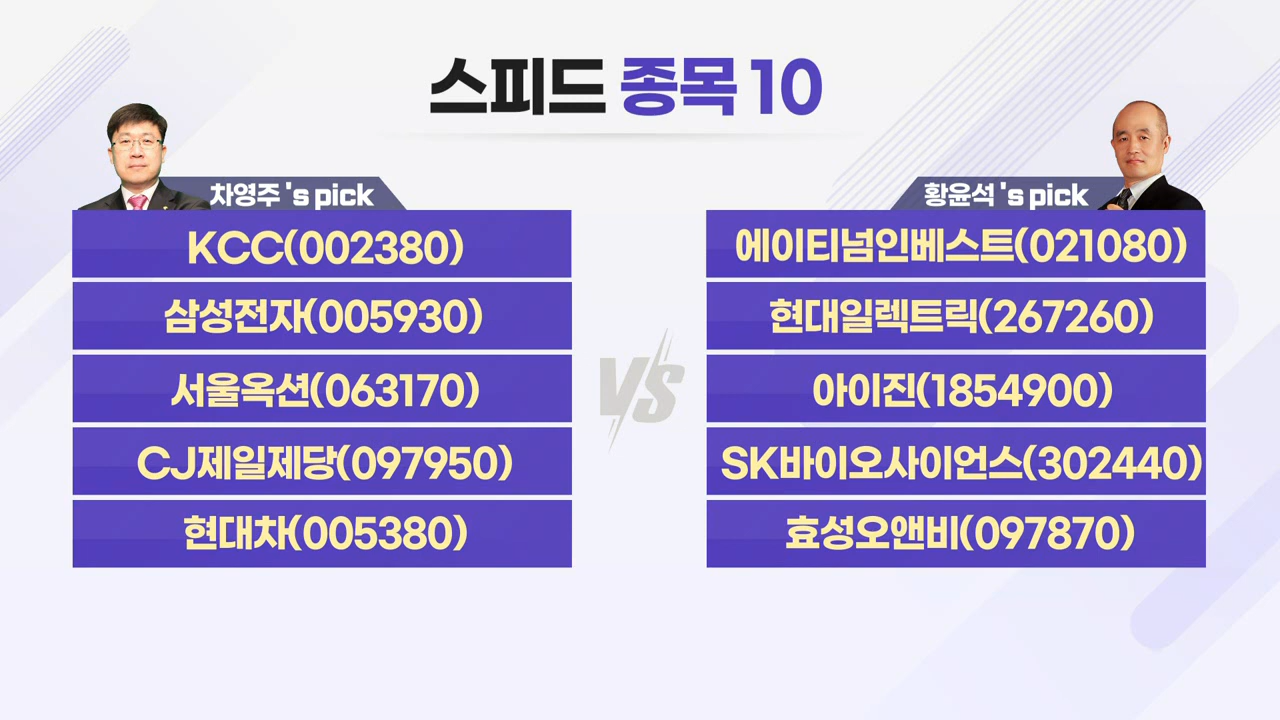 스피드 종목 10
차영주 's pick
KCC(002380)
삼성전자(005930)
서울옥션(063170)
CJ제일제당(097950)
현대차(005380)
VS
황윤석 's pick
에이티넘인베스트(021080)
현대일렉트릭(267260)
아이진(1854900)
SK바이오사이언스(302440)
효성오앤비(097870)